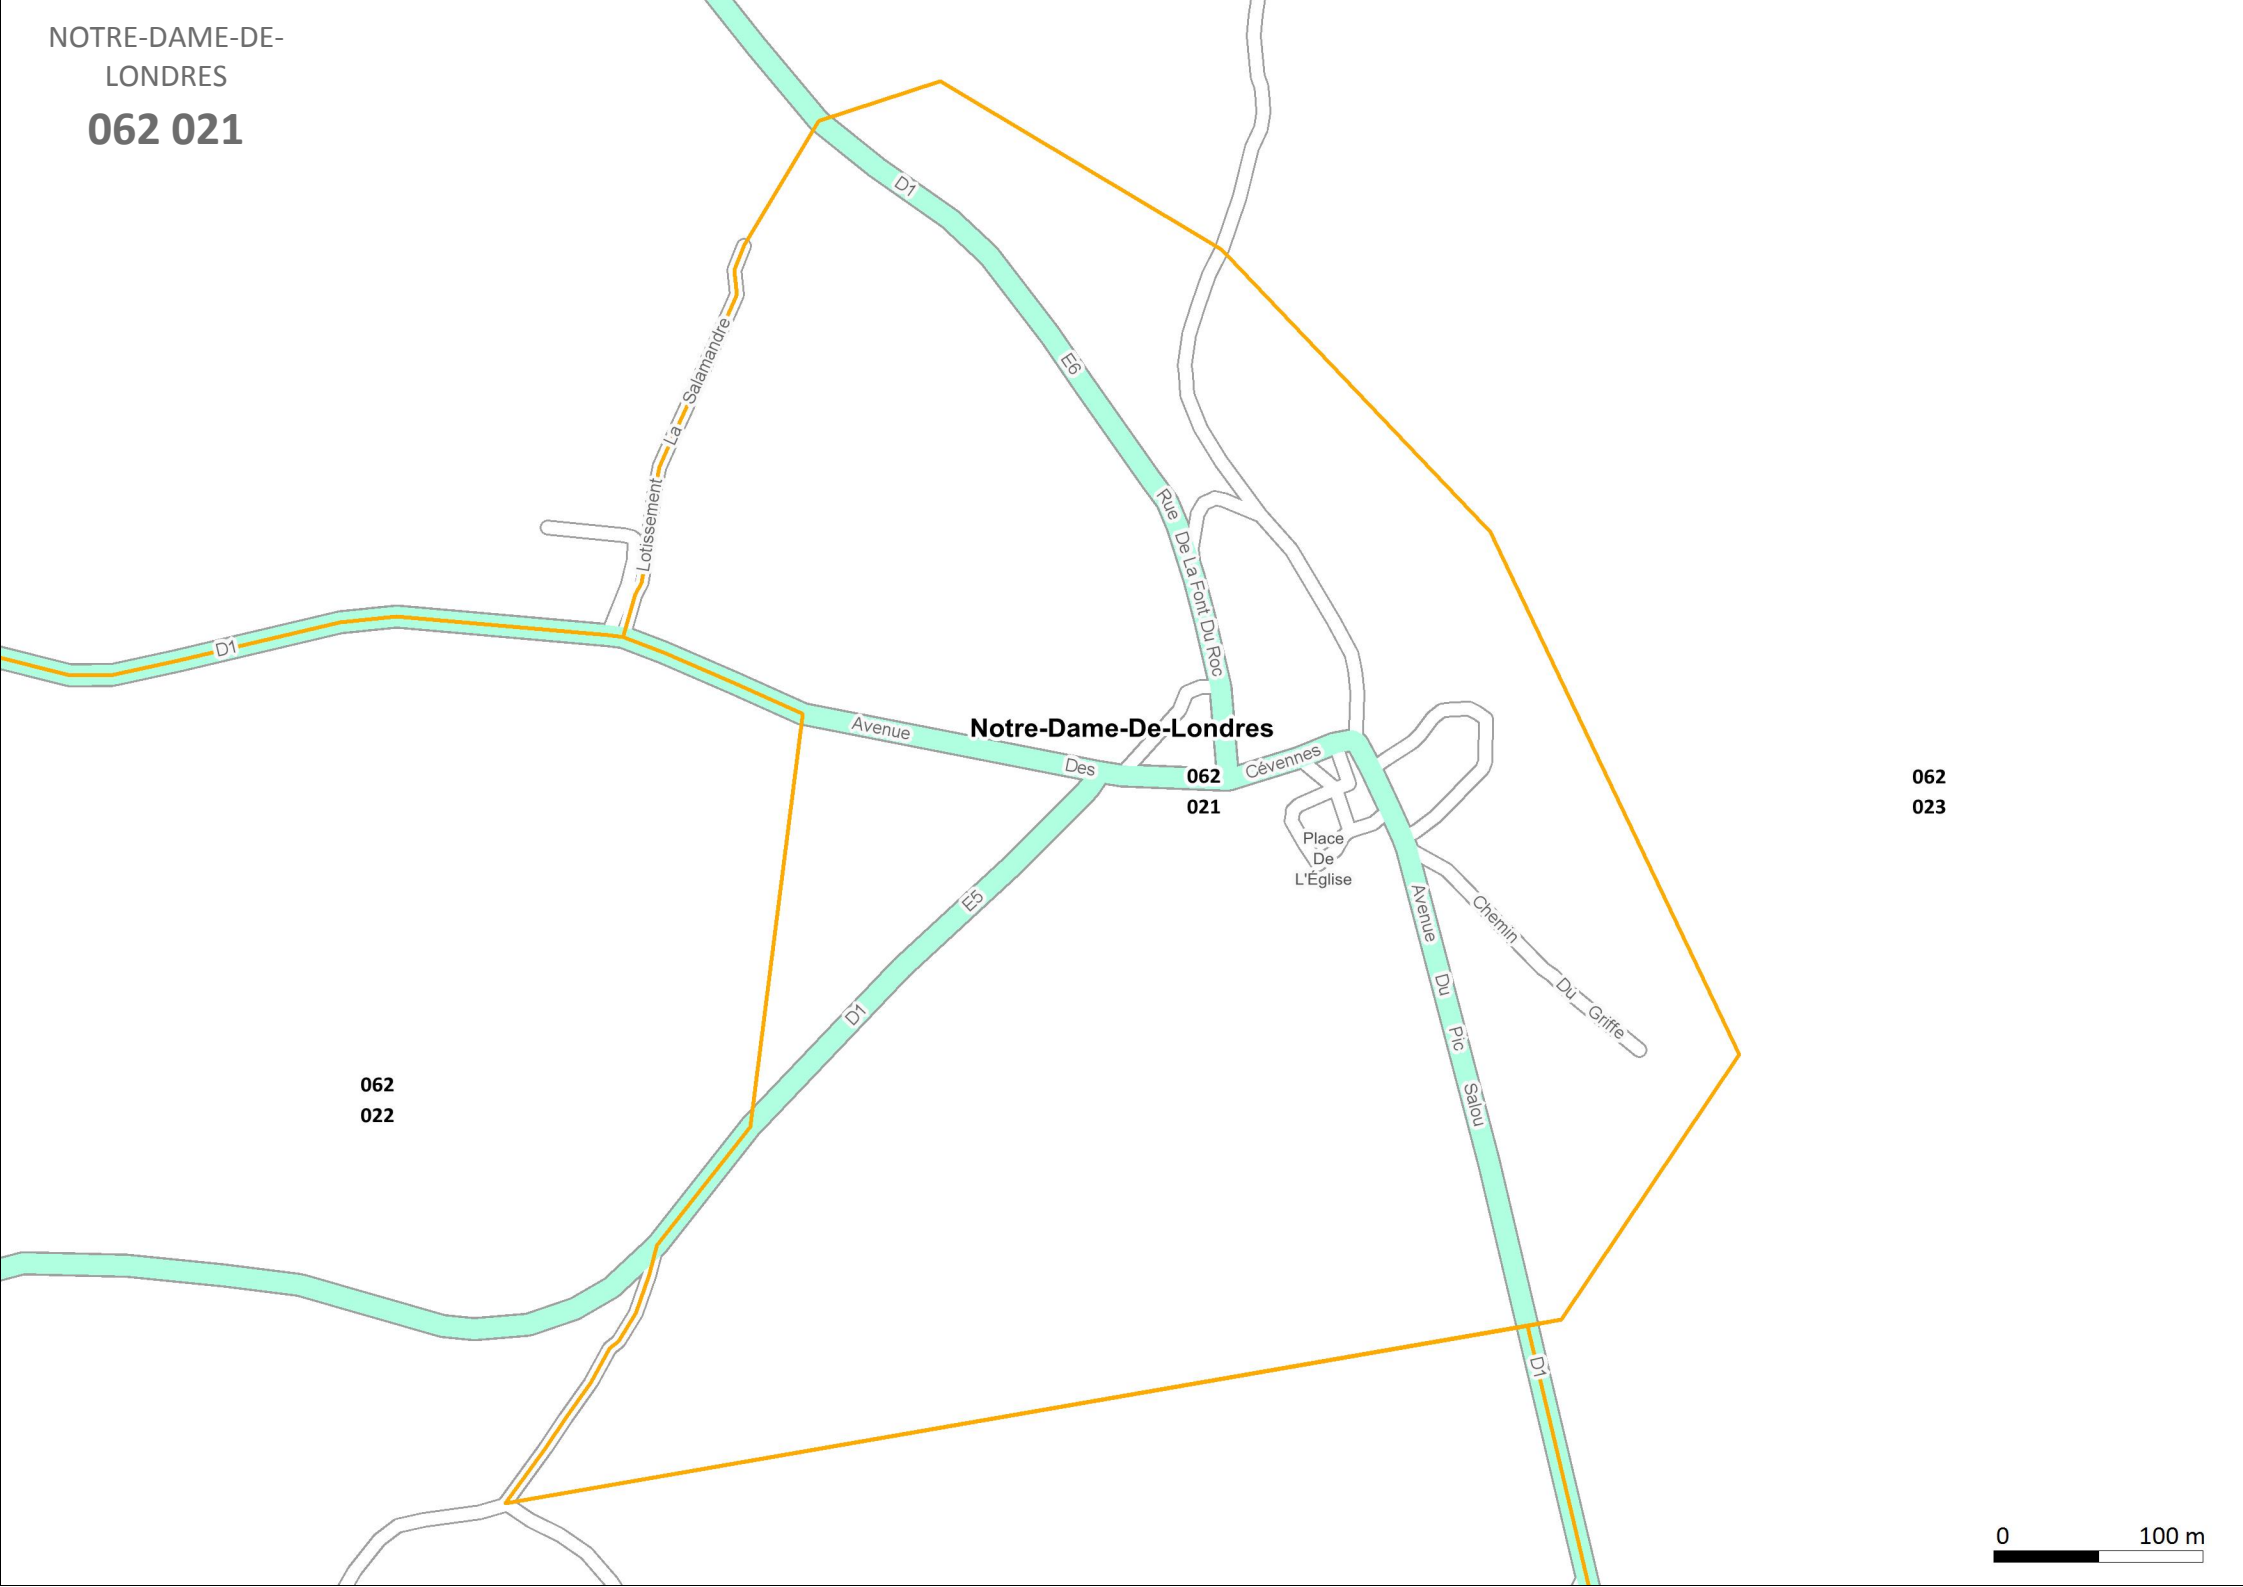 NOTRE-DAME-DE-
LONDRES
062 021
D1
E6
Lotissement La Salamandre
Rue De La Font Du Roc
D1
Avenue Des Cévennes
Notre-Dame-De-Londres
062
021
062
023
Place
De
L'Église
E5
D1
Avenue Du Pic Salou
Chemin Du Griffe
062
022
D1
0 100 m